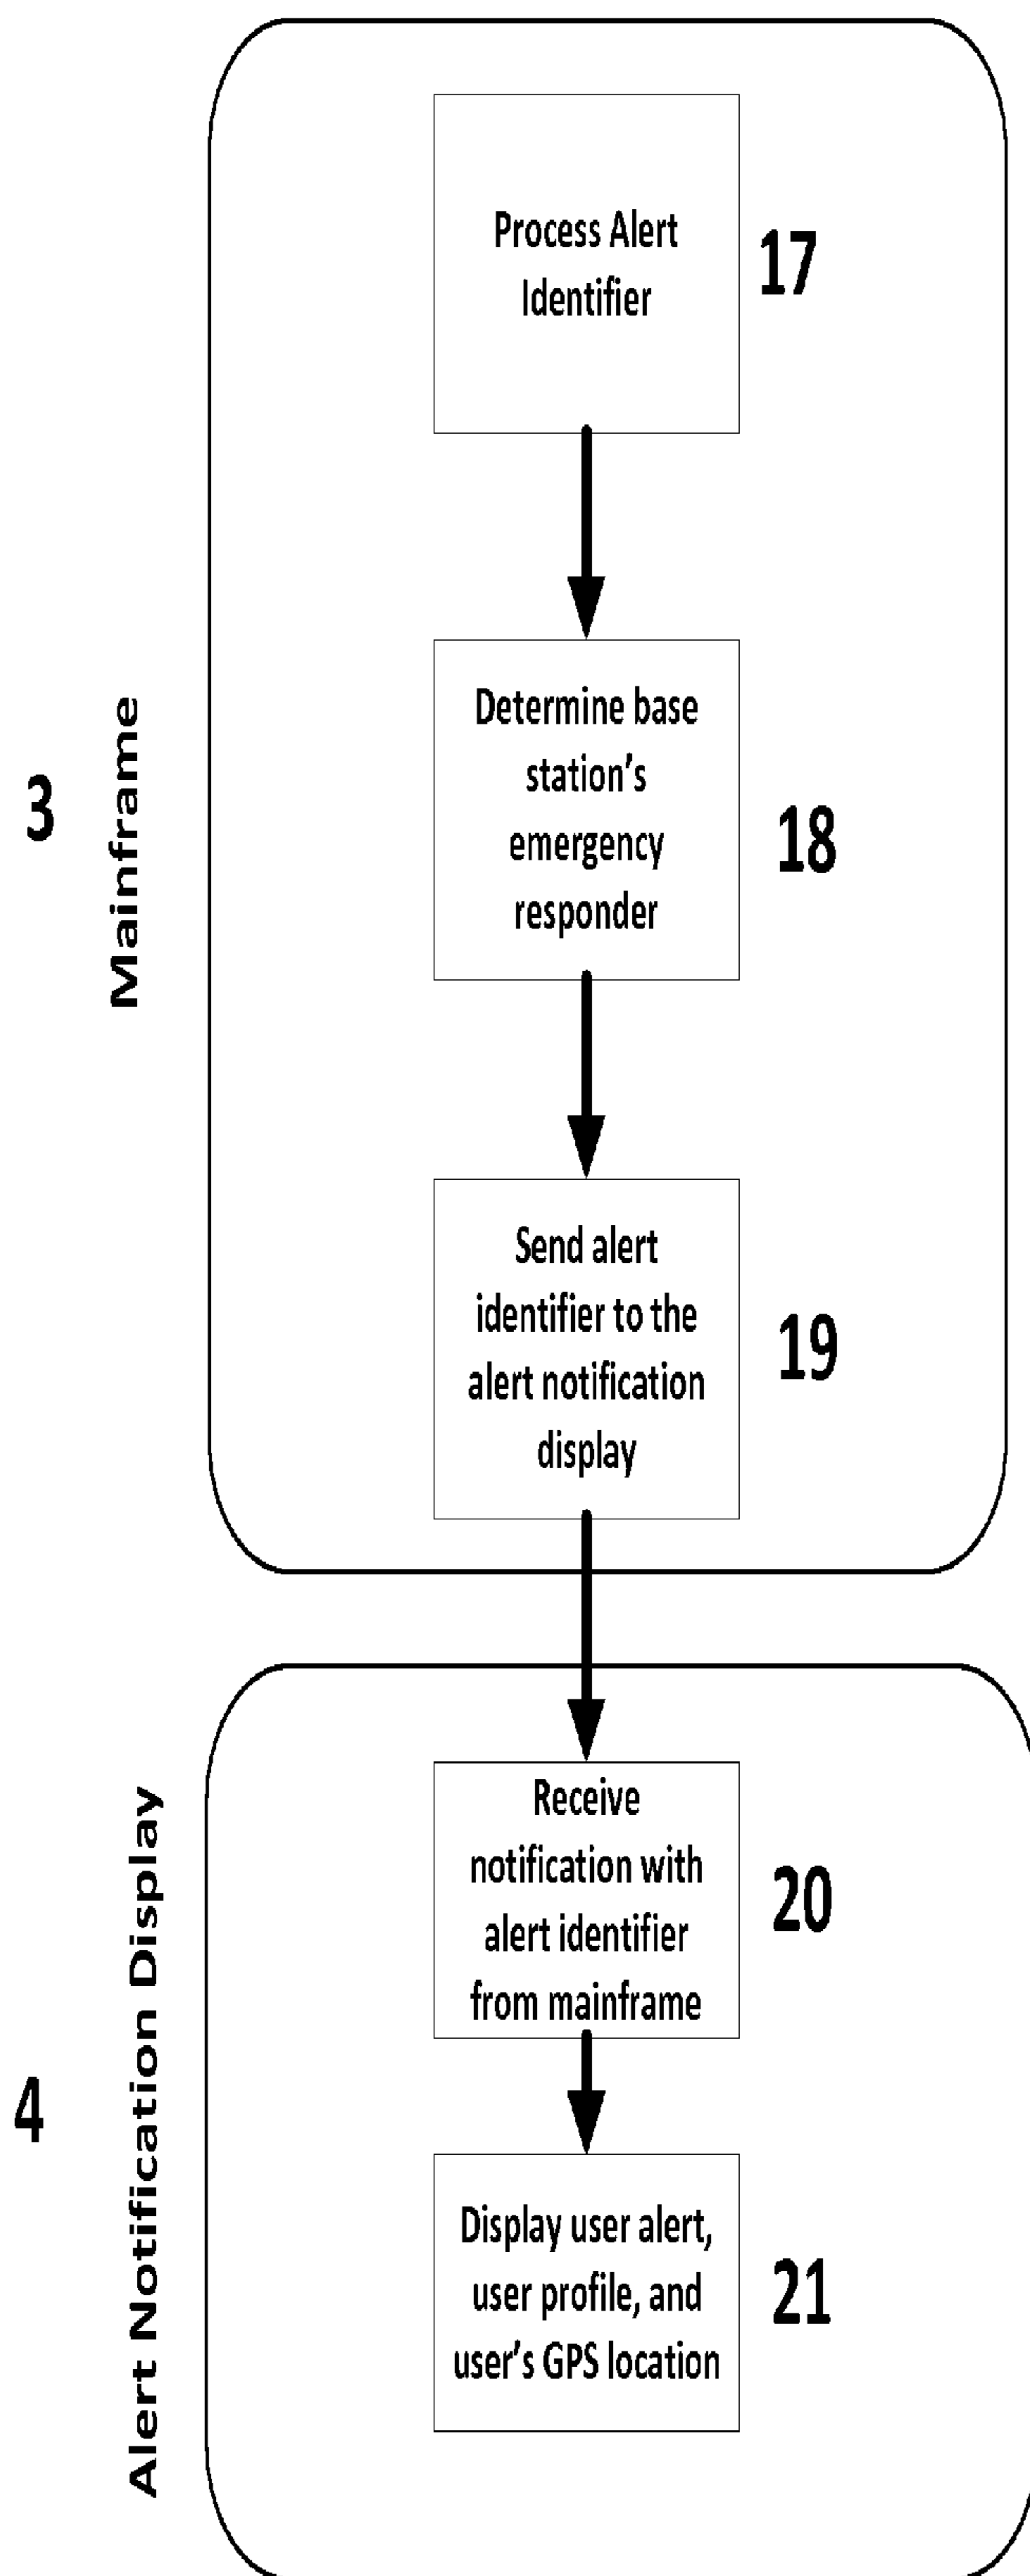 3
Mainframe
Process Alert
Identifier
17
Determine base
station's
emergency
responder
18
Send alert
identifier to the
alert notification
display
19
4
Alert Notification Display
Receive
notification with
alert identifier
from mainframe
20
Display user alert,
user profile, and
user's GPS location
21